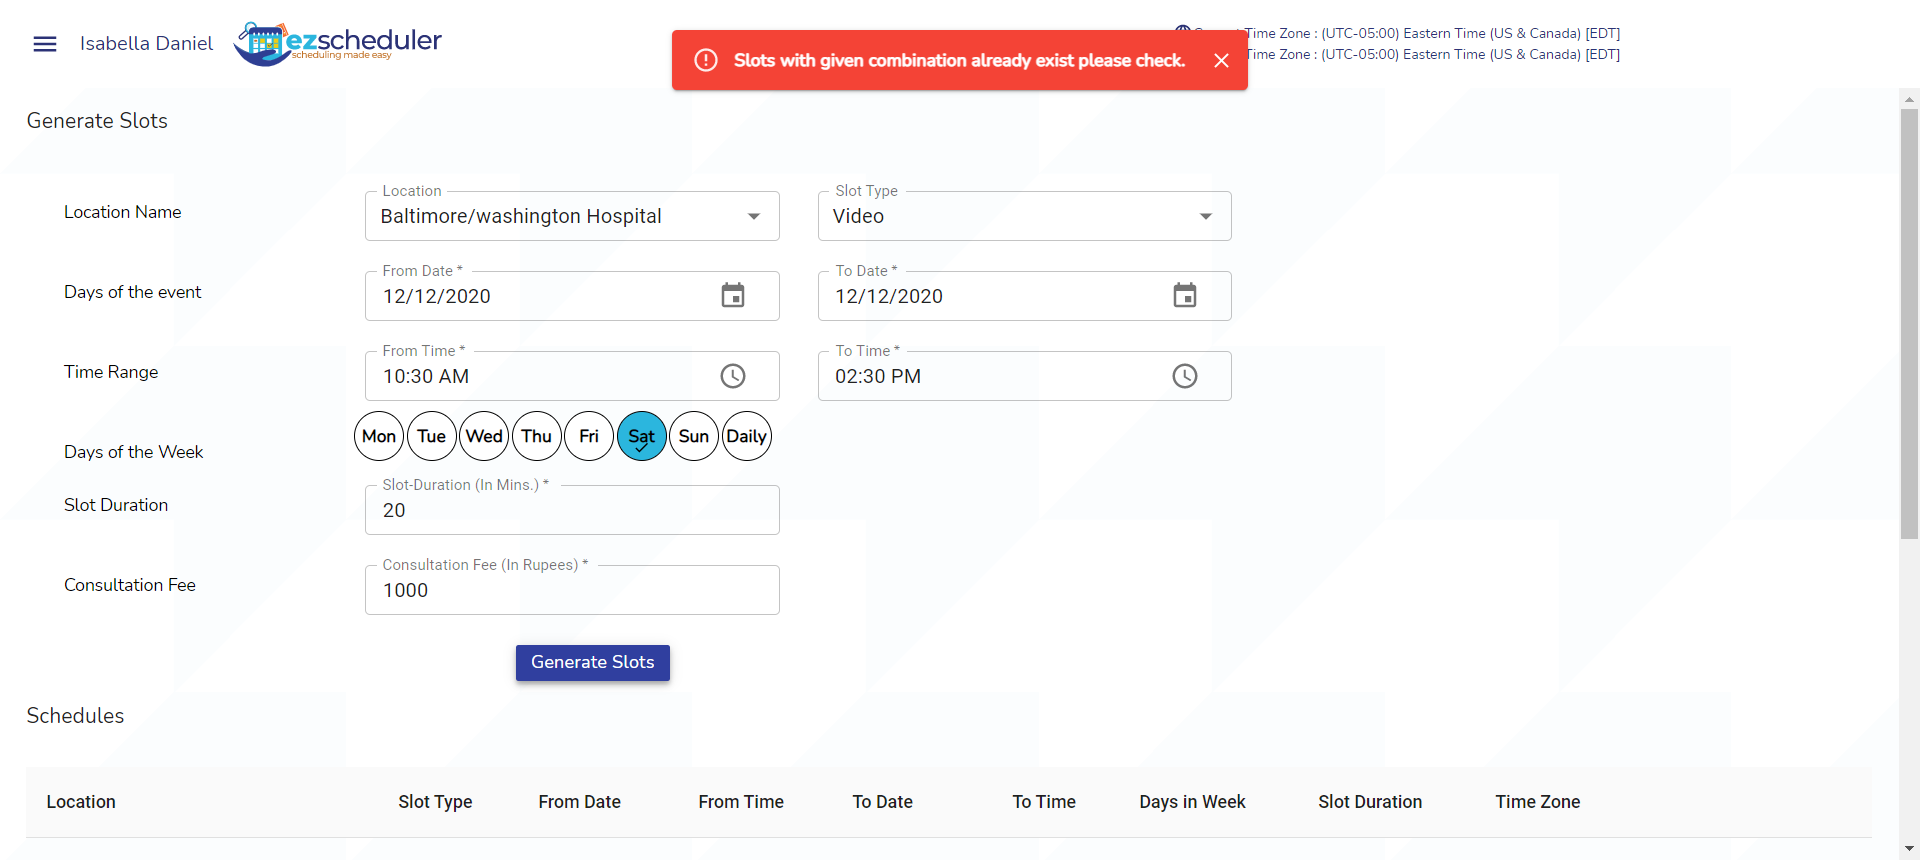 Isabella Daniel
ezscheduler
scheduling made easy
Slots with given combination already exist please check.
Time Zone : (UTC-05:00) Eastern Time (US & Canada) [EDT]
Time Zone : (UTC-05:00) Eastern Time (US & Canada) [EDT]
Generate Slots
Location Name
Location
Baltimore/washington Hospital
Slot Type
Video
Days of the event
From Date *
12/12/2020
To Date *
12/12/2020
Time Range
From Time *
10:30 AM
To Time *
02:30 PM
Days of the Week
Mon Tue Wed Thu Fri Sat Sun Daily
Slot Duration
Slot-Duration (In Mins.) *
20
Consultation Fee
Consultation Fee (In Rupees) *
1000
Generate Slots
Schedules
Location Slot Type From Date From Time To Date To Time Days in Week Slot Duration Time Zone